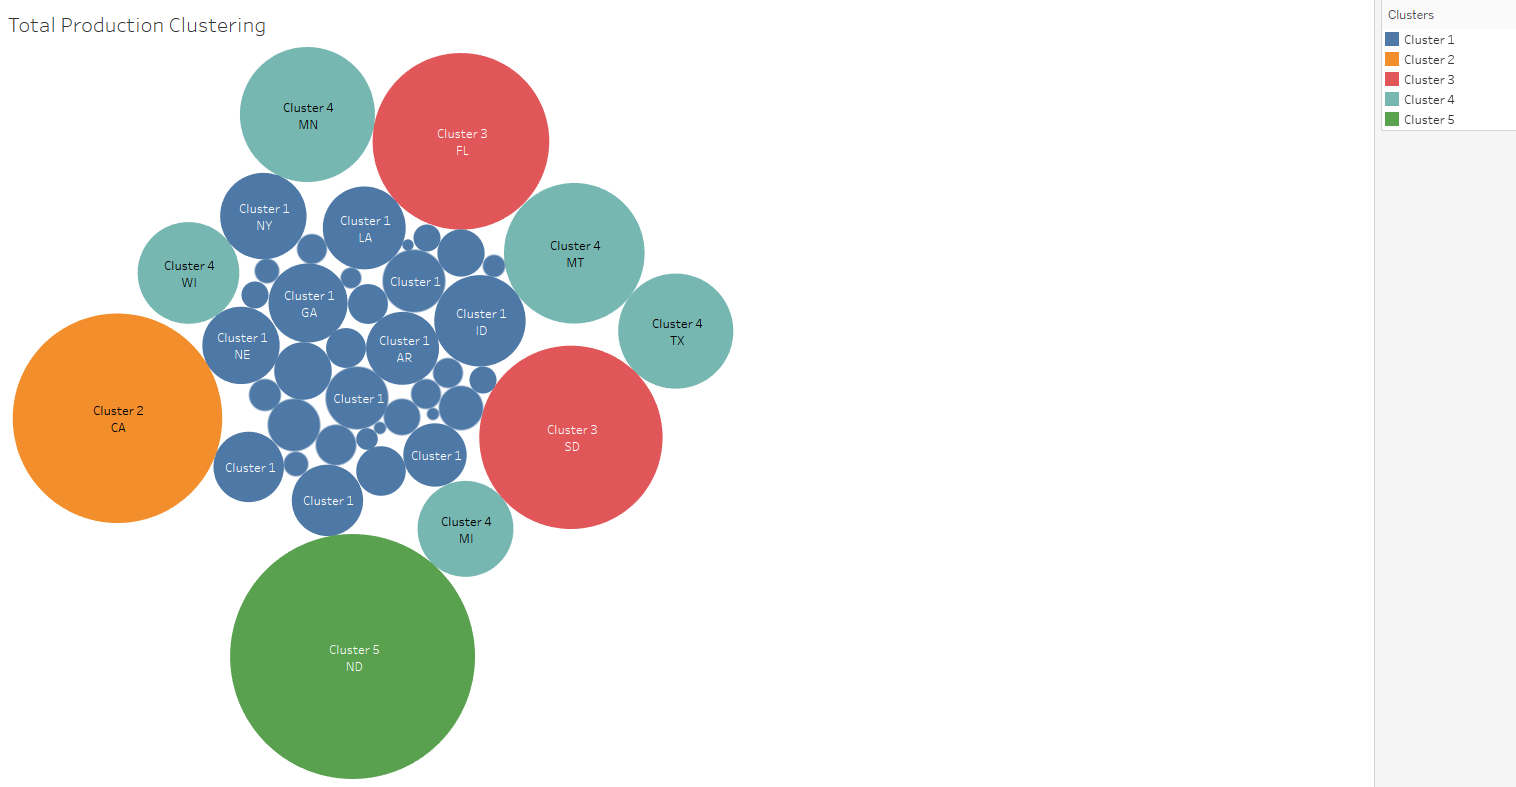 Total Production Clustering
Clusters
Cluster 1
Cluster 2
Cluster 3
Cluster 4
Cluster 5
Cluster 4
MN
Cluster 3
FL
Cluster 1
NY
Cluster 1
LA
Cluster 4
WI
Cluster 4
MT
Cluster 1
Cluster 1
GA
Cluster 1
ID
Cluster 4
TX
Cluster 1
NE
Cluster 1
AR
Cluster 1
Cluster 2
CA
Cluster 3
SD
Cluster 1
Cluster 1
Cluster 1
Cluster 4
MI
Cluster 5
ND